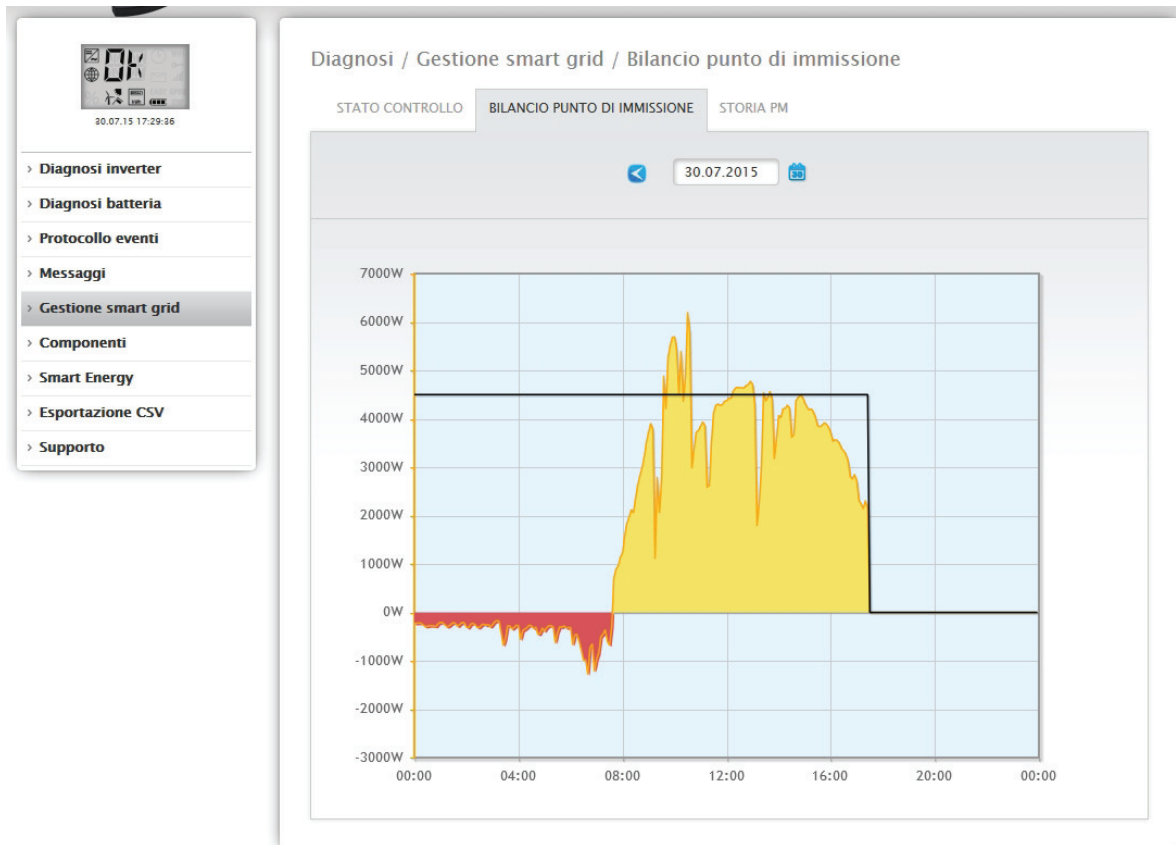 OK
30.07.15 17:29:36
› Diagnosi inverter
› Diagnosi batteria
› Protocollo eventi
› Messaggi
› Gestione smart grid
› Componenti
› Smart Energy
› Esportazione CSV
› Supporto
Diagnosi / Gestione smart grid / Bilancio punto di immissione
STATO CONTROLLO BILANCIO PUNTO DI IMMISSIONE STORIA PM
30.07.2015 30
7000W
6000W
5000W
4000W
3000W
2000W
1000W
0W
-1000W
-2000W
-3000W
00:00 04:00 08:00 12:00 16:00 20:00 00:00